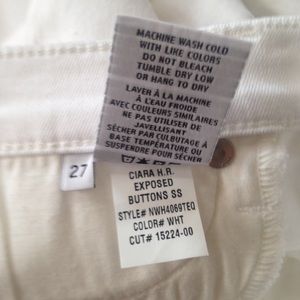 MACHINE WASH COLD
WITH LIKE COLORS
DO NOT BLEACH
TUMBLE DRY LOW
OR HANG TO DRY
LAVER À LA MACHINE
À L'EAU FROIDE
AVEC COULEURS SIMILAIRES
NE PAS UTILISER DE
JAVELLISANT
SÉCHER PAR CULBUTAGE À
BASE TEMPÉRATURE OU
SUSPENDRE POUR SÉCHER
27
CIARA H.R.
EXPOSED
BUTTONS SS
STYLE# NWH4069TEQ
COLOR# WHT
CUT# 15224-00